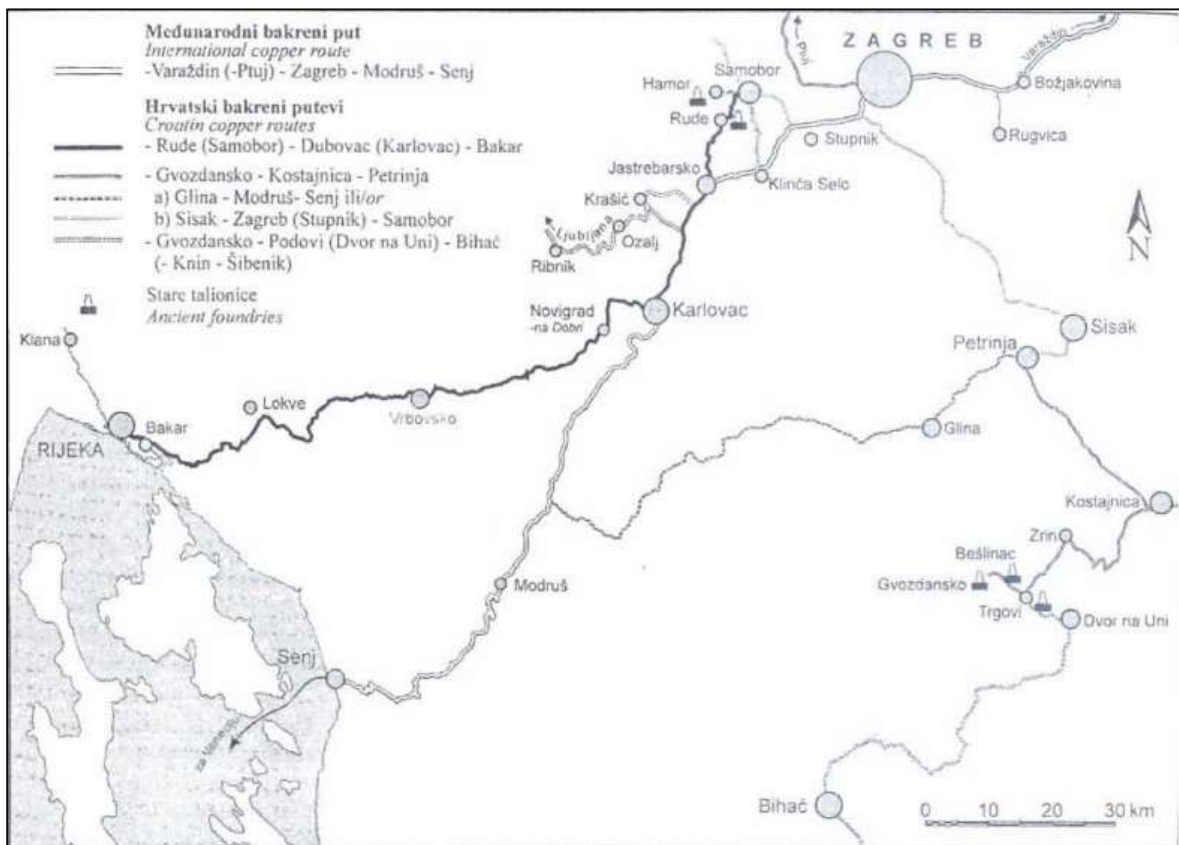 Međunarodni bakreni put
International copper route
-Varaždin (-Ptuj) - Zagreb - Modruš - Senj
Hrvatski bakreni putevi
Croatin copper routes
- Rude (Samobor) - Dubovac (Karlovac) - Bakar
- Gvozdansko - Kostajnica - Petrinja
a) Glina - Modruš- Senj ili/or
b) Sisak - Zagreb (Stupnik) - Samobor
- Gvozdansko - Podovi (Dvor na Uni) - Bihać
(- Knin - Šibenik)
Stare talionice
Ancient foundries
Ptuj
ZAGREB
Varaždin
Božjakovina
Hamor
Samobor
Rude
Stupnik
Rugvica
Jastrebarsko
Klinča Selo
Krašić
Ljubljana
Ozalj
Ribnik
N
Novigrad
-na Dobri
Karlovac
Sisak
Petrinja
Klana
Lokve
Vrbovsko
Bakar
RIJEKA
Glina
Kostajnica
Zrin
Bešlinac
Gvozdansko
Modruš
Trgovi
Dvor na Uni
Senj
za Veneciju
Bihać
0 10 20 30 km